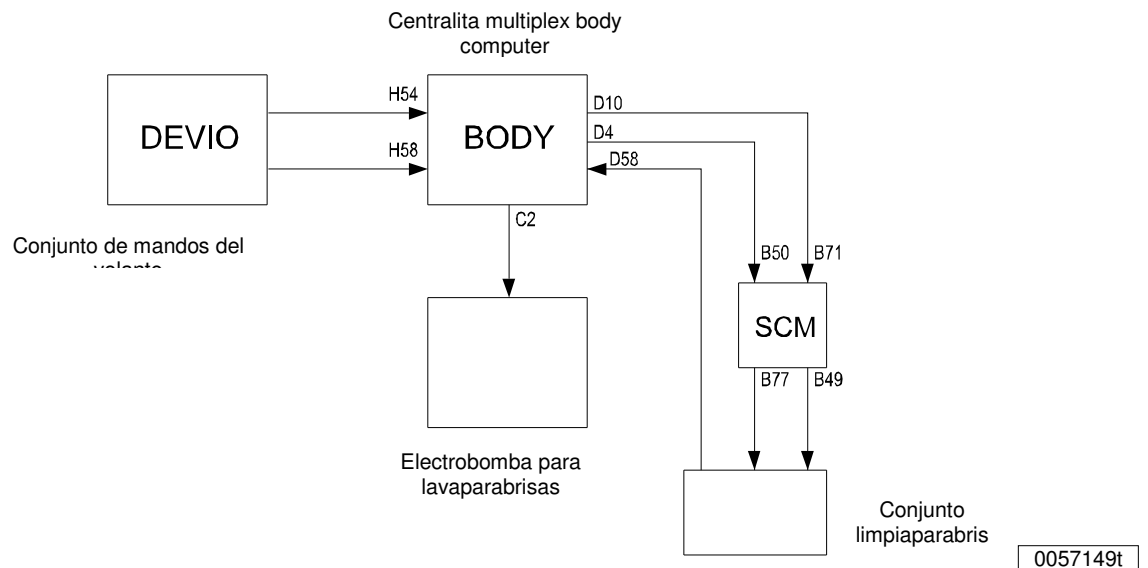 Centralita multiplex body
computer
H54
D10
DEVIO
BODY
D4
H58
D58
C2
Conjunto de mandos del
B50
B71
SCM
B77
B49
Electrobomba para
lavaparabrisas
Conjunto
limpiaparabris
0057149t